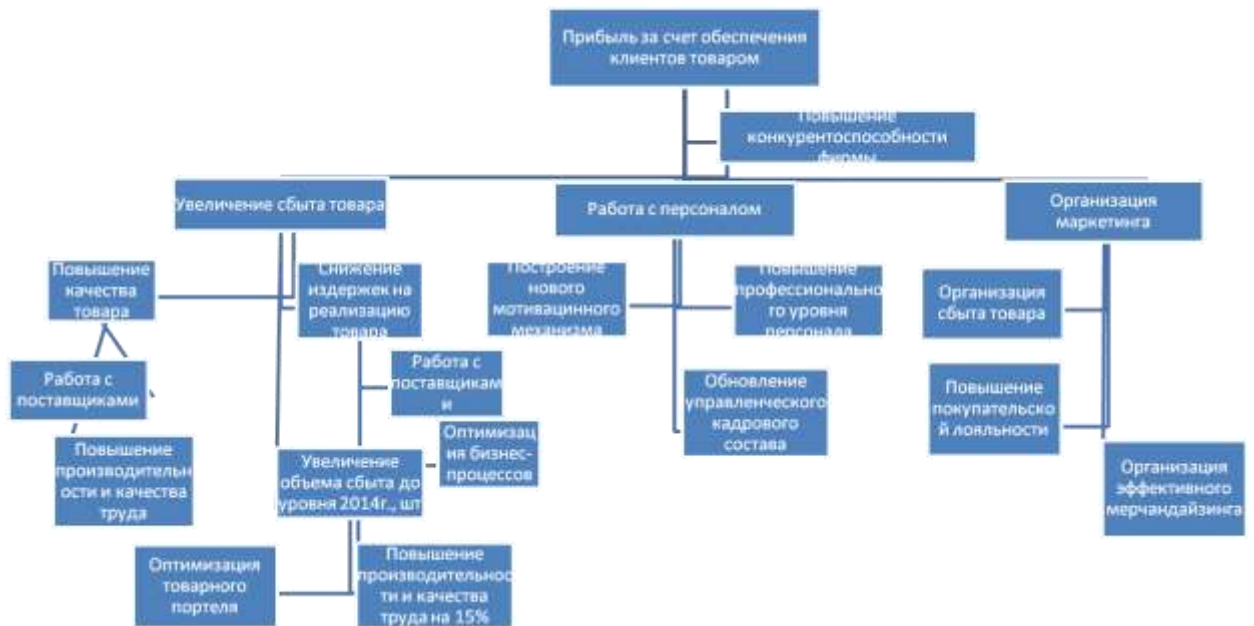 Прибыль за счет обеспечения
клиентов товаром
Повышение
конкурентоспособности
фирмы
Увеличение сбыта товара
Работа с персоналом
Организация
маркетинга
Повышение
качества
товара
Снижение
издержек на
реализацию
товара
Построение
нового
мотивацинного
механизма
Повышение
профессионально
го уровня
персонала
Организация
сбыта товара
Работа с
поставщиками
Работа с
поставщикам
и
Обновление
управленческого
кадрового
состава
Повышение
покупательско
й лояльности
Повышение
производительн
ости и качества
труда
Увеличение
объема сбыта до
уровня 2014г., шт
Оптимизац
ия бизнес-
процессов
Организация
эффективного
мерчандайзинга
Оптимизация
товарного
портеля
Повышение
производительнос
ти и качества
труда на 15%